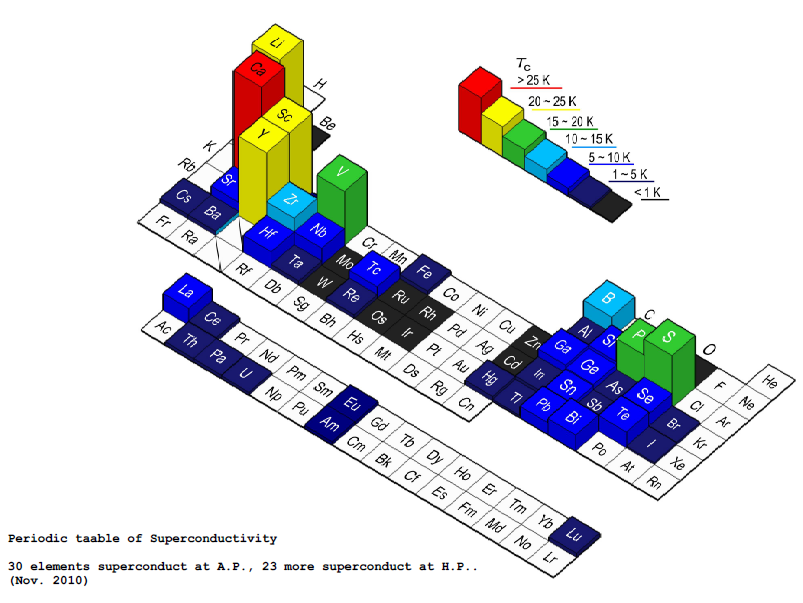 Tc
>25 K
20~25 K
15~20 K
10~15 K
5~10 K
1~5 K
<1 K
H He
Li Be B C O F Ne
Al Si P S Cl Ar
K Ca Sc V Cr Mn Fe Co Ni Cu Zn Ga Ge As Se Br Kr
Rb Sr Y Zr Nb Mo Tc Ru Rh Pd Ag Cd In Sn Sb Te I Xe
Cs Ba Hf Ta W Re Os Ir Pt Au Hg Tl Pb Bi Po At Rn
Fr Ra Rf Db Sg Bh Hs Mt Ds Rg Cn
La Ce Pr Nd Pm Sm Eu Gd Tb Dy Ho Er Tm Yb Lu
Ac Th Pa U Np Pu Am Cm Bk Cf Es Fm Md No Lr
Periodic taable of Superconductivity
30 elements superconduct at A.P., 23 more superconduct at H.P..
(Nov. 2010)